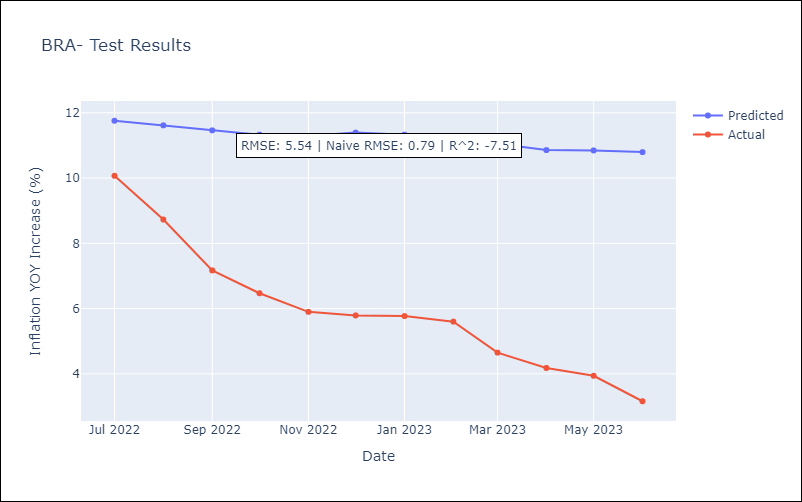 BRA- Test Results
Predicted
Actual
RMSE: 5.54 | Naive RMSE: 0.79 | R^2: -7.51
Inflation YOY Increase (%)
12
10
8
6
4
Jul 2022
Sep 2022
Nov 2022
Jan 2023
Mar 2023
May 2023
Date